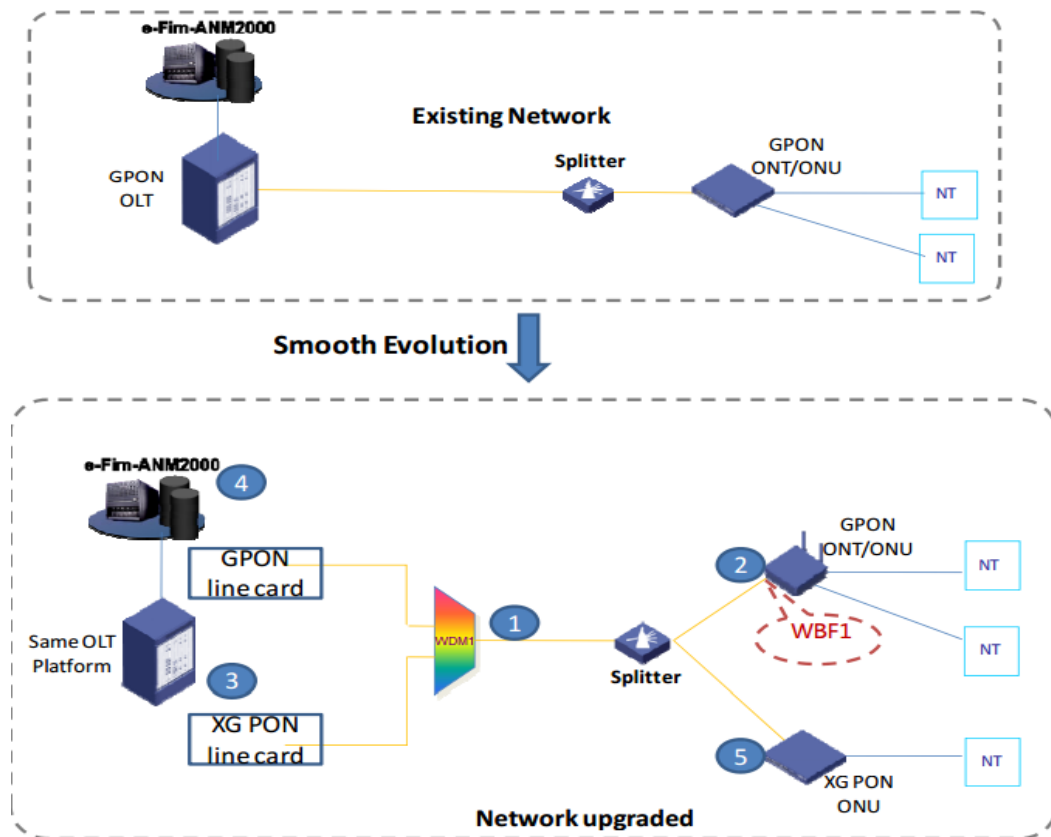 e-Fim-ANM2000
Existing Network
GPON
OLT
Splitter
GPON
ONT/ONU
NT
NT
Smooth Evolution
e-Fim-ANM2000
4
GPON
line card
Same OLT
Platform
3
XG PON
line card
WDM1
1
Splitter
2
GPON
ONT/ONU
WBF1
NT
NT
5
XG PON
ONU
NT
Network upgraded